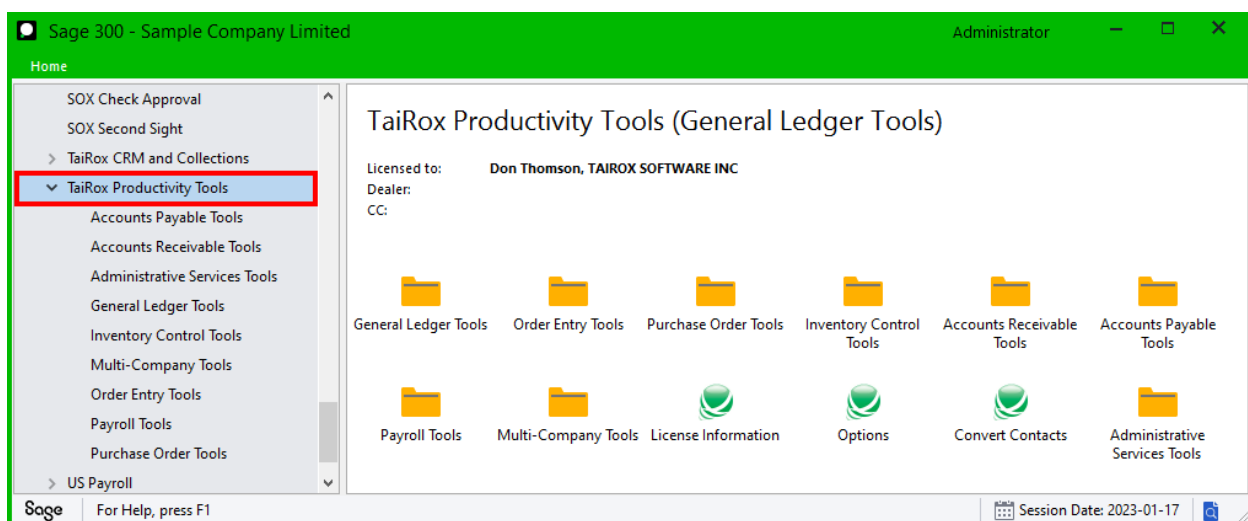 Sage 300 - Sample Company Limited
Administrator
Home
SOX Check Approval
SOX Second Sight
TaiRox CRM and Collections
TaiRox Productivity Tools
Accounts Payable Tools
Accounts Receivable Tools
Administrative Services Tools
General Ledger Tools
Inventory Control Tools
Multi-Company Tools
Order Entry Tools
Payroll Tools
Purchase Order Tools
US Payroll
TaiRox Productivity Tools (General Ledger Tools)
Licensed to: Don Thomson, TAIROX SOFTWARE INC
Dealer:
CC:
General Ledger Tools
Order Entry Tools
Purchase Order Tools
Inventory Control
Tools
Accounts Receivable
Tools
Accounts Payable
Tools
Payroll Tools
Multi-Company Tools
License Information
Options
Convert Contacts
Administrative
Services Tools
Sage
For Help, press F1
Session Date: 2023-01-17